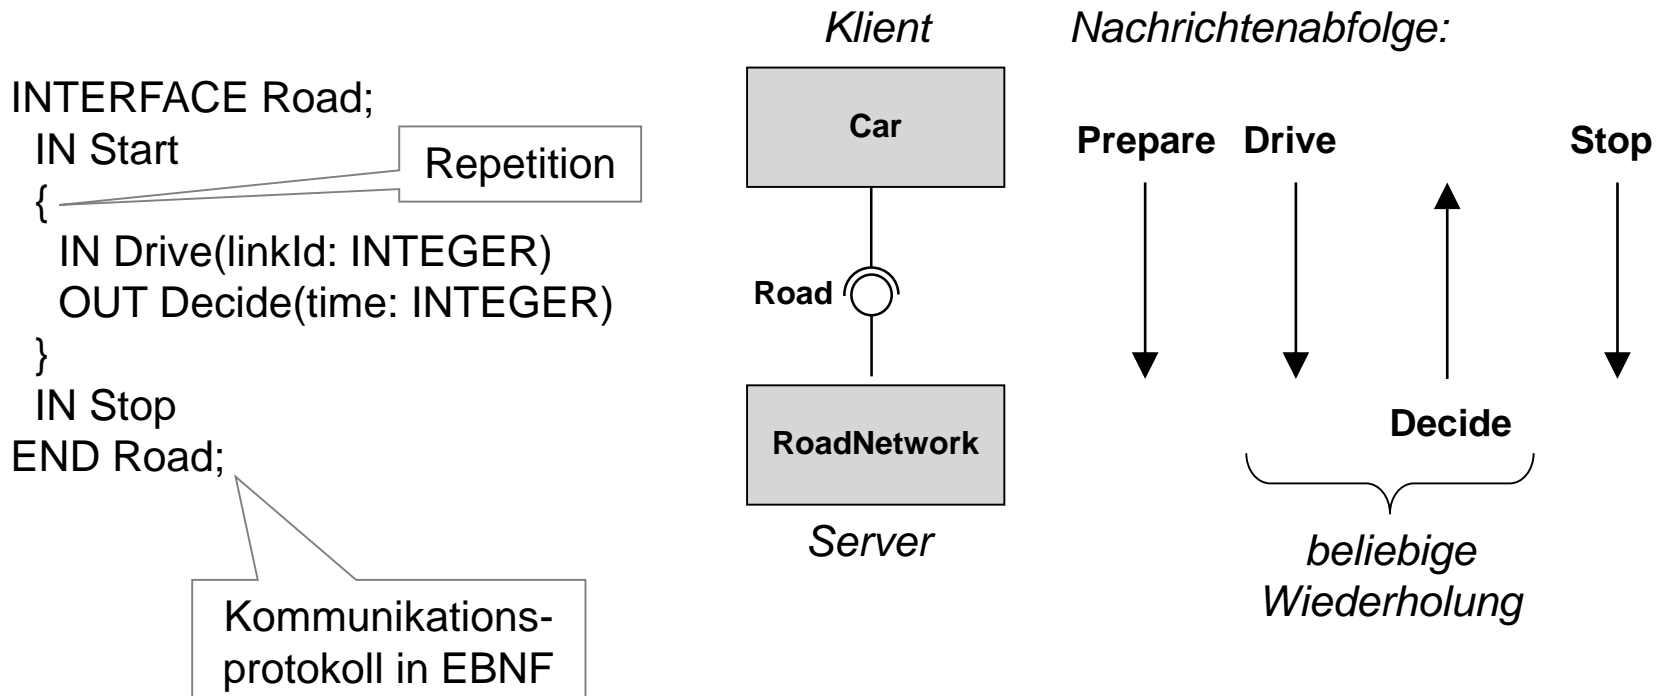 INTERFACE Road;
IN Start
{
IN Drive(linkId: INTEGER)
OUT Decide(time: INTEGER)
}
IN Stop
END Road;
Repetition
Kommunikations-
protokoll in EBNF
Klient
Car
Road
RoadNetwork
Server
Nachrichtenabfolge:
Prepare Drive Stop
Decide
beliebige
Wiederholung